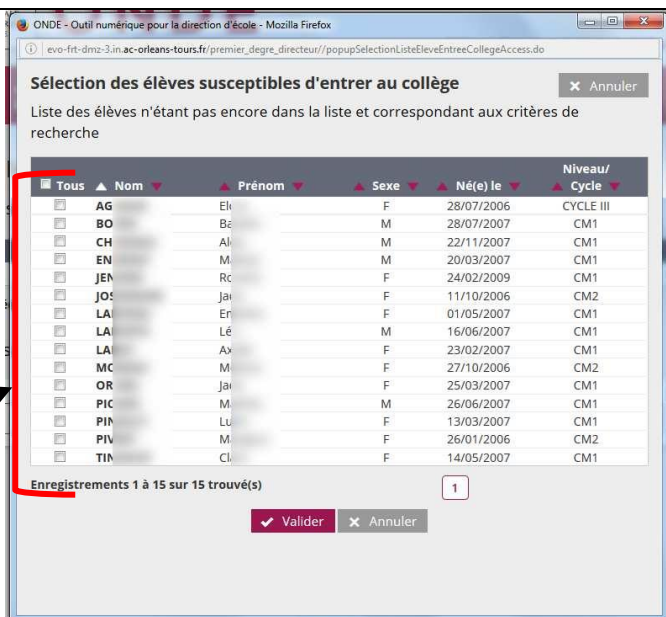 ONDE - Outil numérique pour la direction d'école - Mozilla Firefox
evo-frt-dmz-3.in.ac-orleans-tours.fr/premier_degre_directeur//popupSelectionListeEleveEntreeCollegeAccess.do
Sélection des élèves susceptibles d'entrer au collège
Annuler
Liste des élèves n'étant pas encore dans la liste et correspondant aux critères de
recherche
Tous Nom Prénom Sexe Né(e) le Niveau/ Cycle
AG F 28/07/2006 CYCLE III
BO M 28/07/2007 CM1
CH M 22/11/2007 CM1
EN M 20/03/2007 CM1
JEN F 24/02/2009 CM1
JOS F 11/10/2006 CM2
LA F 01/05/2007 CM1
LA Lé M 16/06/2007 CM1
LA Ax F 23/02/2007 CM1
MO F 27/10/2006 CM2
OR F 25/03/2007 CM1
PIC M 26/06/2007 CM1
PIN Lu F 13/03/2007 CM1
PIV F 26/01/2006 CM2
TIN F 14/05/2007 CM1
Enregistrements 1 à 15 sur 15 trouvé(s) 1
Valider Annuler